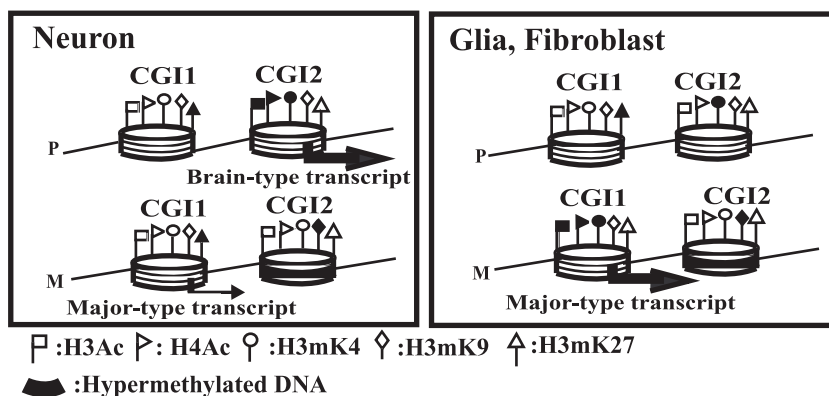 Neuron
CGI1 CGI2
P
Brain-type transcript
CGI1 CGI2
M
Major-type transcript
Glia, Fibroblast
CGI1 CGI2
P
CGI1 CGI2
M
Major-type transcript
:H3Ac : H4Ac :H3mK4 :H3mK9 :H3mK27
:Hypermethylated DNA